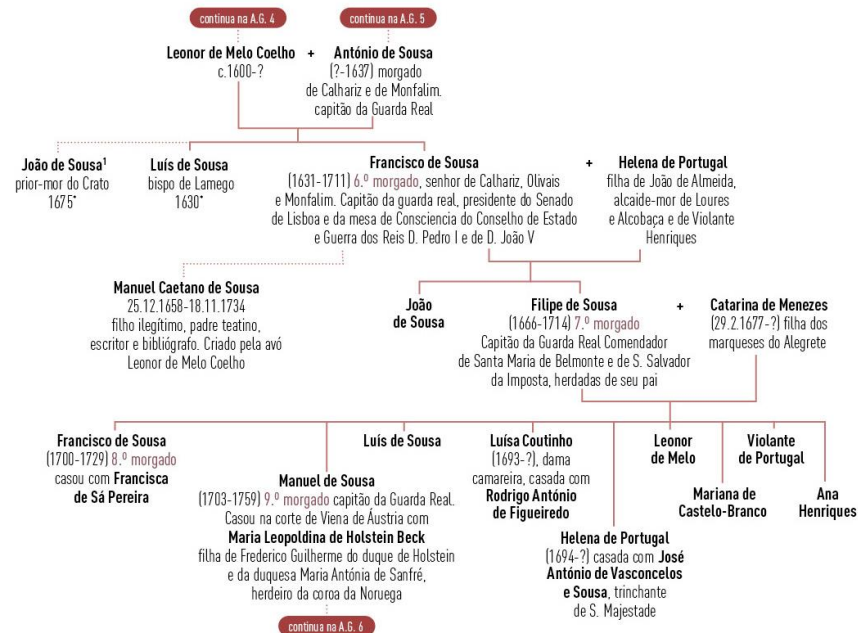 continua na A.G. 4
continua na A.G. 5
Leonor de Melo Coelho
c.1600-?
+
António de Sousa
(?-1637) morgado
de Calhariz e de Monfalim.
capitão da Guarda Real
João de Sousa¹
prior-mor do Crato
1675*
Luís de Sousa
bispo de Lamego
1630*
Francisco de Sousa
(1631-1711) 6.º morgado, senhor de Calhariz, Olivais
e Monfalim. Capitão da guarda real, presidente do Senado
de Lisboa e da mesa de Consciencia do Conselho de Estado
e Guerra dos Reis D. Pedro I e de D. João V
+
Helena de Portugal
filha de João de Almeida,
alcaide-mor de Loures
e Alcobaça e de Violante
Henriques
Manuel Caetano de Sousa
25.12.1658-18.11.1734
filho ilegítimo, padre teatino,
escritor e bibliógrafo. Criado pela avó
Leonor de Melo Coelho
João
de Sousa
Filipe de Sousa
(1666-1714) 7.º morgado
Capitão da Guarda Real Comendador
de Santa Maria de Belmonte e de S. Salvador
da Imposta, herdadas de seu pai
+
Catarina de Menezes
(29.2.1677-?) filha dos
marqueses do Alegrete
Francisco de Sousa
(1700-1729) 8.º morgado
casou com Francisca
de Sá Pereira
Manuel de Sousa
(1703-1759) 9.º morgado capitão da Guarda Real.
Casou na corte de Viena de Áustria com
Maria Leopoldina de Holstein Beck
filha de Frederico Guilherme do duque de Holstein
e da duquesa Maria Antónia de Sanfré,
herdeiro da coroa da Noruega
continua na A.G. 6
Luís de Sousa
Luísa Coutinho
(1693-?), dama
camareira, casada com
Rodrigo António
de Figueiredo
Helena de Portugal
(1694-?) casada com José
António de Vasconcelos
e Sousa, trinchante
de S. Majestade
Leonor
de Melo
Mariana de
Castelo-Branco
Violante
de Portugal
Ana
Henriques